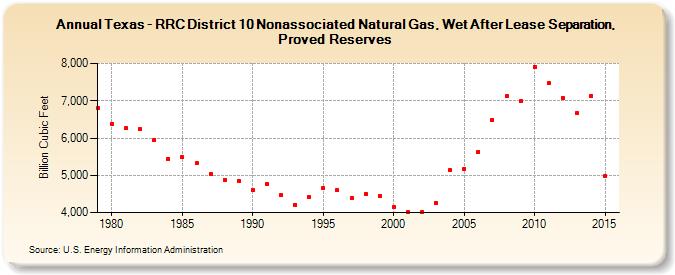 Annual Texas - RRC District 10 Nonassociated Natural Gas, Wet After Lease Separation,
Proved Reserves
Billion Cubic Feet
8,000
7,000
6,000
5,000
4,000
1980 1985 1990 1995 2000 2005 2010 2015
Source: U.S. Energy Information Administration